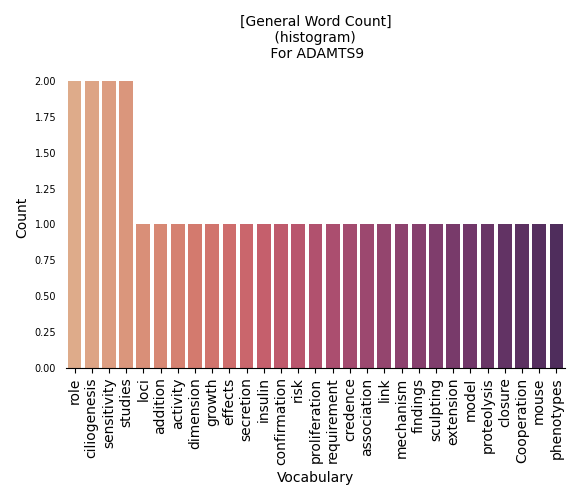 [General Word Count]
(histogram)
For ADAMTS9
Count
2.00
1.75
1.50
1.25
1.00
0.75
0.50
0.25
0.00
role
ciliogenesis
sensitivity
studies
loci
addition
activity
dimension
growth
effects
secretion
insulin
confirmation
risk
proliferation
requirement
credence
association
link
mechanism
findings
sculpting
extension
model
proteolysis
closure
Cooperation
mouse
phenotypes
Vocabulary